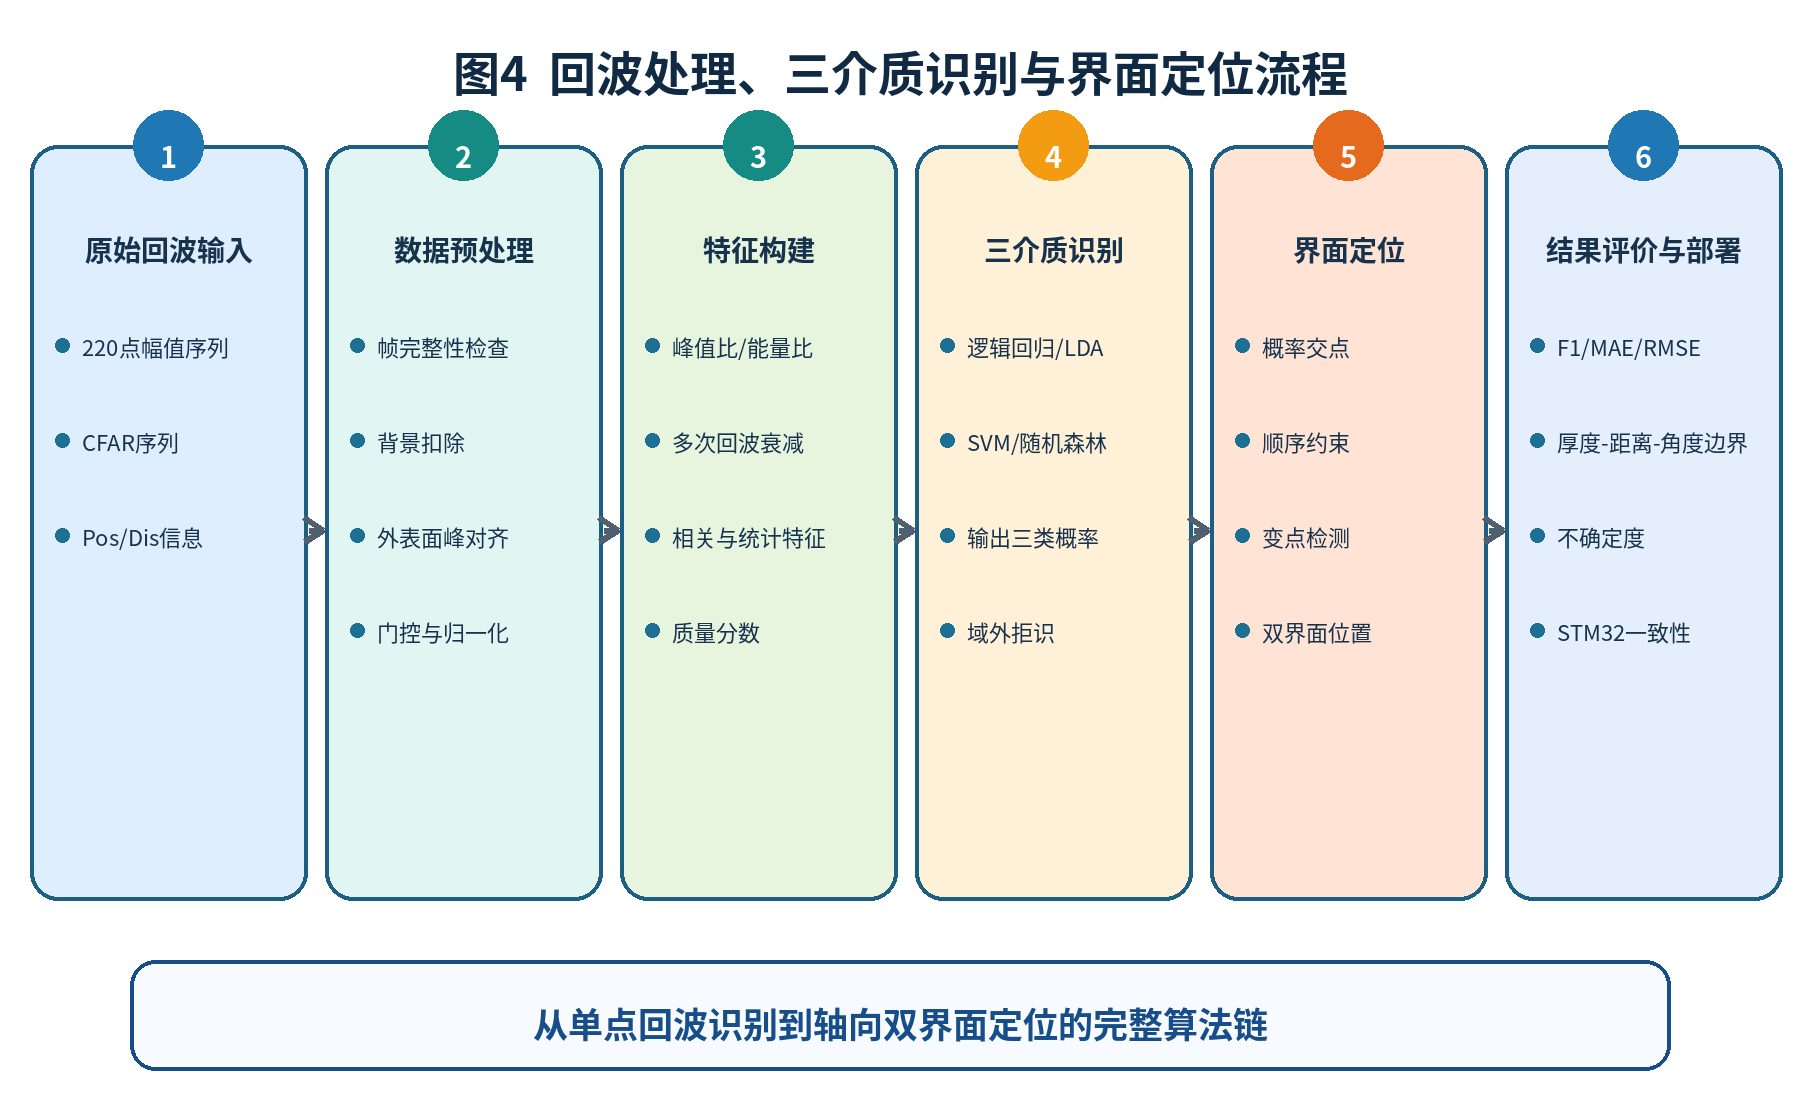 图4 回波处理、三介质识别与界面定位流程
1
原始回波输入
220点幅值序列
CFAR序列
Pos/Dis信息
2
数据预处理
帧完整性检查
背景扣除
外表面峰对齐
门控与归一化
3
特征构建
峰值比/能量比
多次回波衰减
相关与统计特征
质量分数
4
三介质识别
逻辑回归/LDA
SVM/随机森林
输出三类概率
域外拒识
5
界面定位
概率交点
顺序约束
变点检测
双界面位置
6
结果评价与部署
F1/MAE/RMSE
厚度-距离-角度边界
不确定度
STM32一致性
从单点回波识别到轴向双界面定位的完整算法链